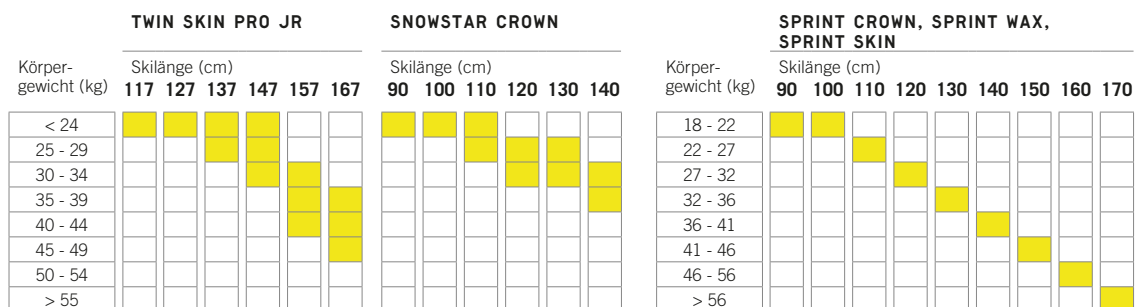 TWIN SKIN PRO JR
SNOWSTAR CROWN
Körper-
gewicht (kg)
Skilänge (cm)
117 127 137 147 157 167
Skilänge (cm)
90 100 110 120 130 140
< 24
25 - 29
30 - 34
35 - 39
40 - 44
45 - 49
50 - 54
> 55
SPRINT CROWN, SPRINT WAX,
SPRINT SKIN
Körper-
gewicht (kg)
Skilänge (cm)
90 100 110 120 130 140 150 160 170
18 - 22
22 - 27
27 - 32
32 - 36
36 - 41
41 - 46
46 - 56
> 56